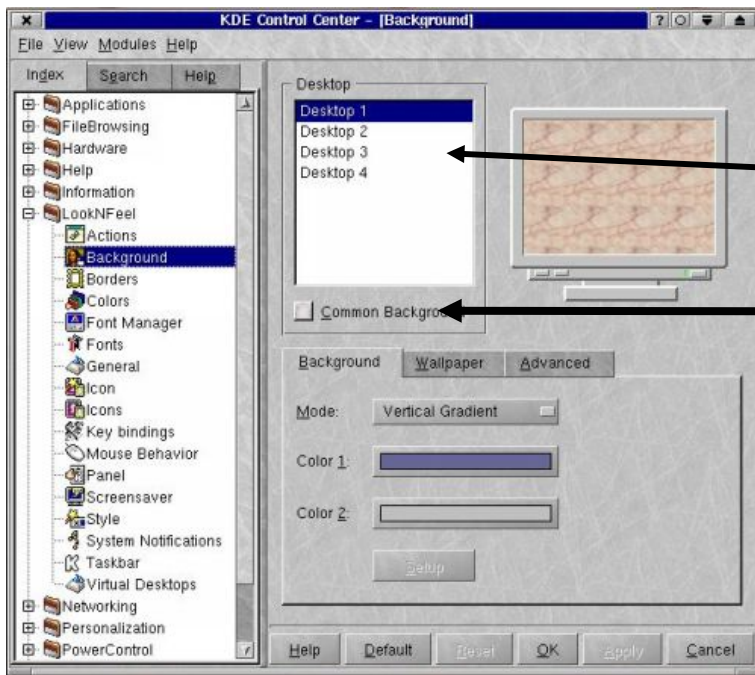 KDE Control Center - [Background]
File View Modules Help
Index Search Help
Applications
FileBrowsing
Hardware
Help
Information
LookNFeel
Actions
Background
Borders
Colors
Font Manager
Fonts
General
Icon
Icons
Key bindings
Mouse Behavior
Panel
Screensaver
Style
System Notifications
Taskbar
Virtual Desktops
Networking
Personalization
PowerControl
Desktop
Desktop 1
Desktop 2
Desktop 3
Desktop 4
Common Background
Background Wallpaper Advanced
Mode: Vertical Gradient
Color 1:
Color 2:
Setup
Help Default Reset OK Apply Cancel